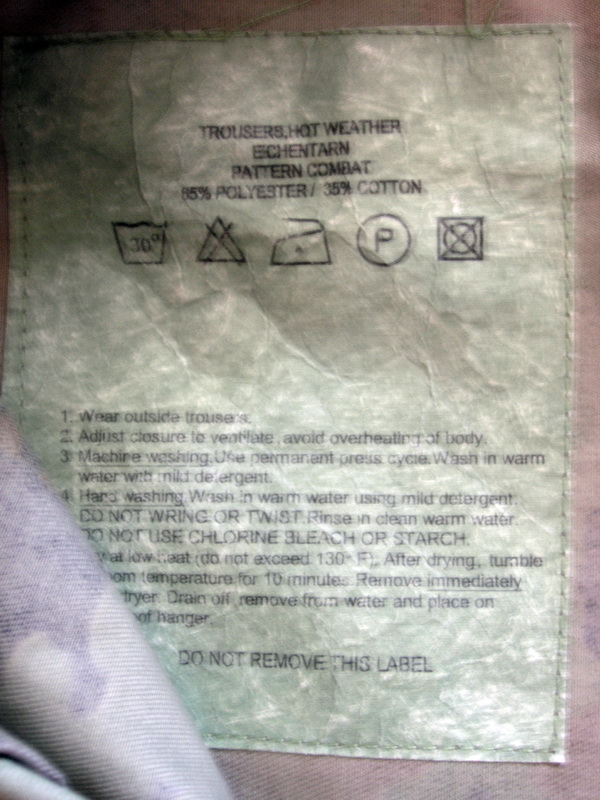 TROUSERS,HOT WEATHER
EICHENTARN
PATTERN COMBAT
65% POLYESTER / 35% COTTON
30°
P
1. Wear outside trousers.
2. Adjust closure to ventilate, avoid overheating of body.
3. Machine washing.Use permanent press cycle.Wash in warm
water with mild detergent.
4. Hand washing.Wash in warm water using mild detergent.
DO NOT WRING OR TWIST.Rinse in clean warm water.
DO NOT USE CHLORINE BLEACH OR STARCH.
at low heat (do not exceed 130° F). After drying, tumble
temperature for 10 minutes. Remove immediately
fryer. Drain off, remove from water and place on
of hanger.
DO NOT REMOVE THIS LABEL